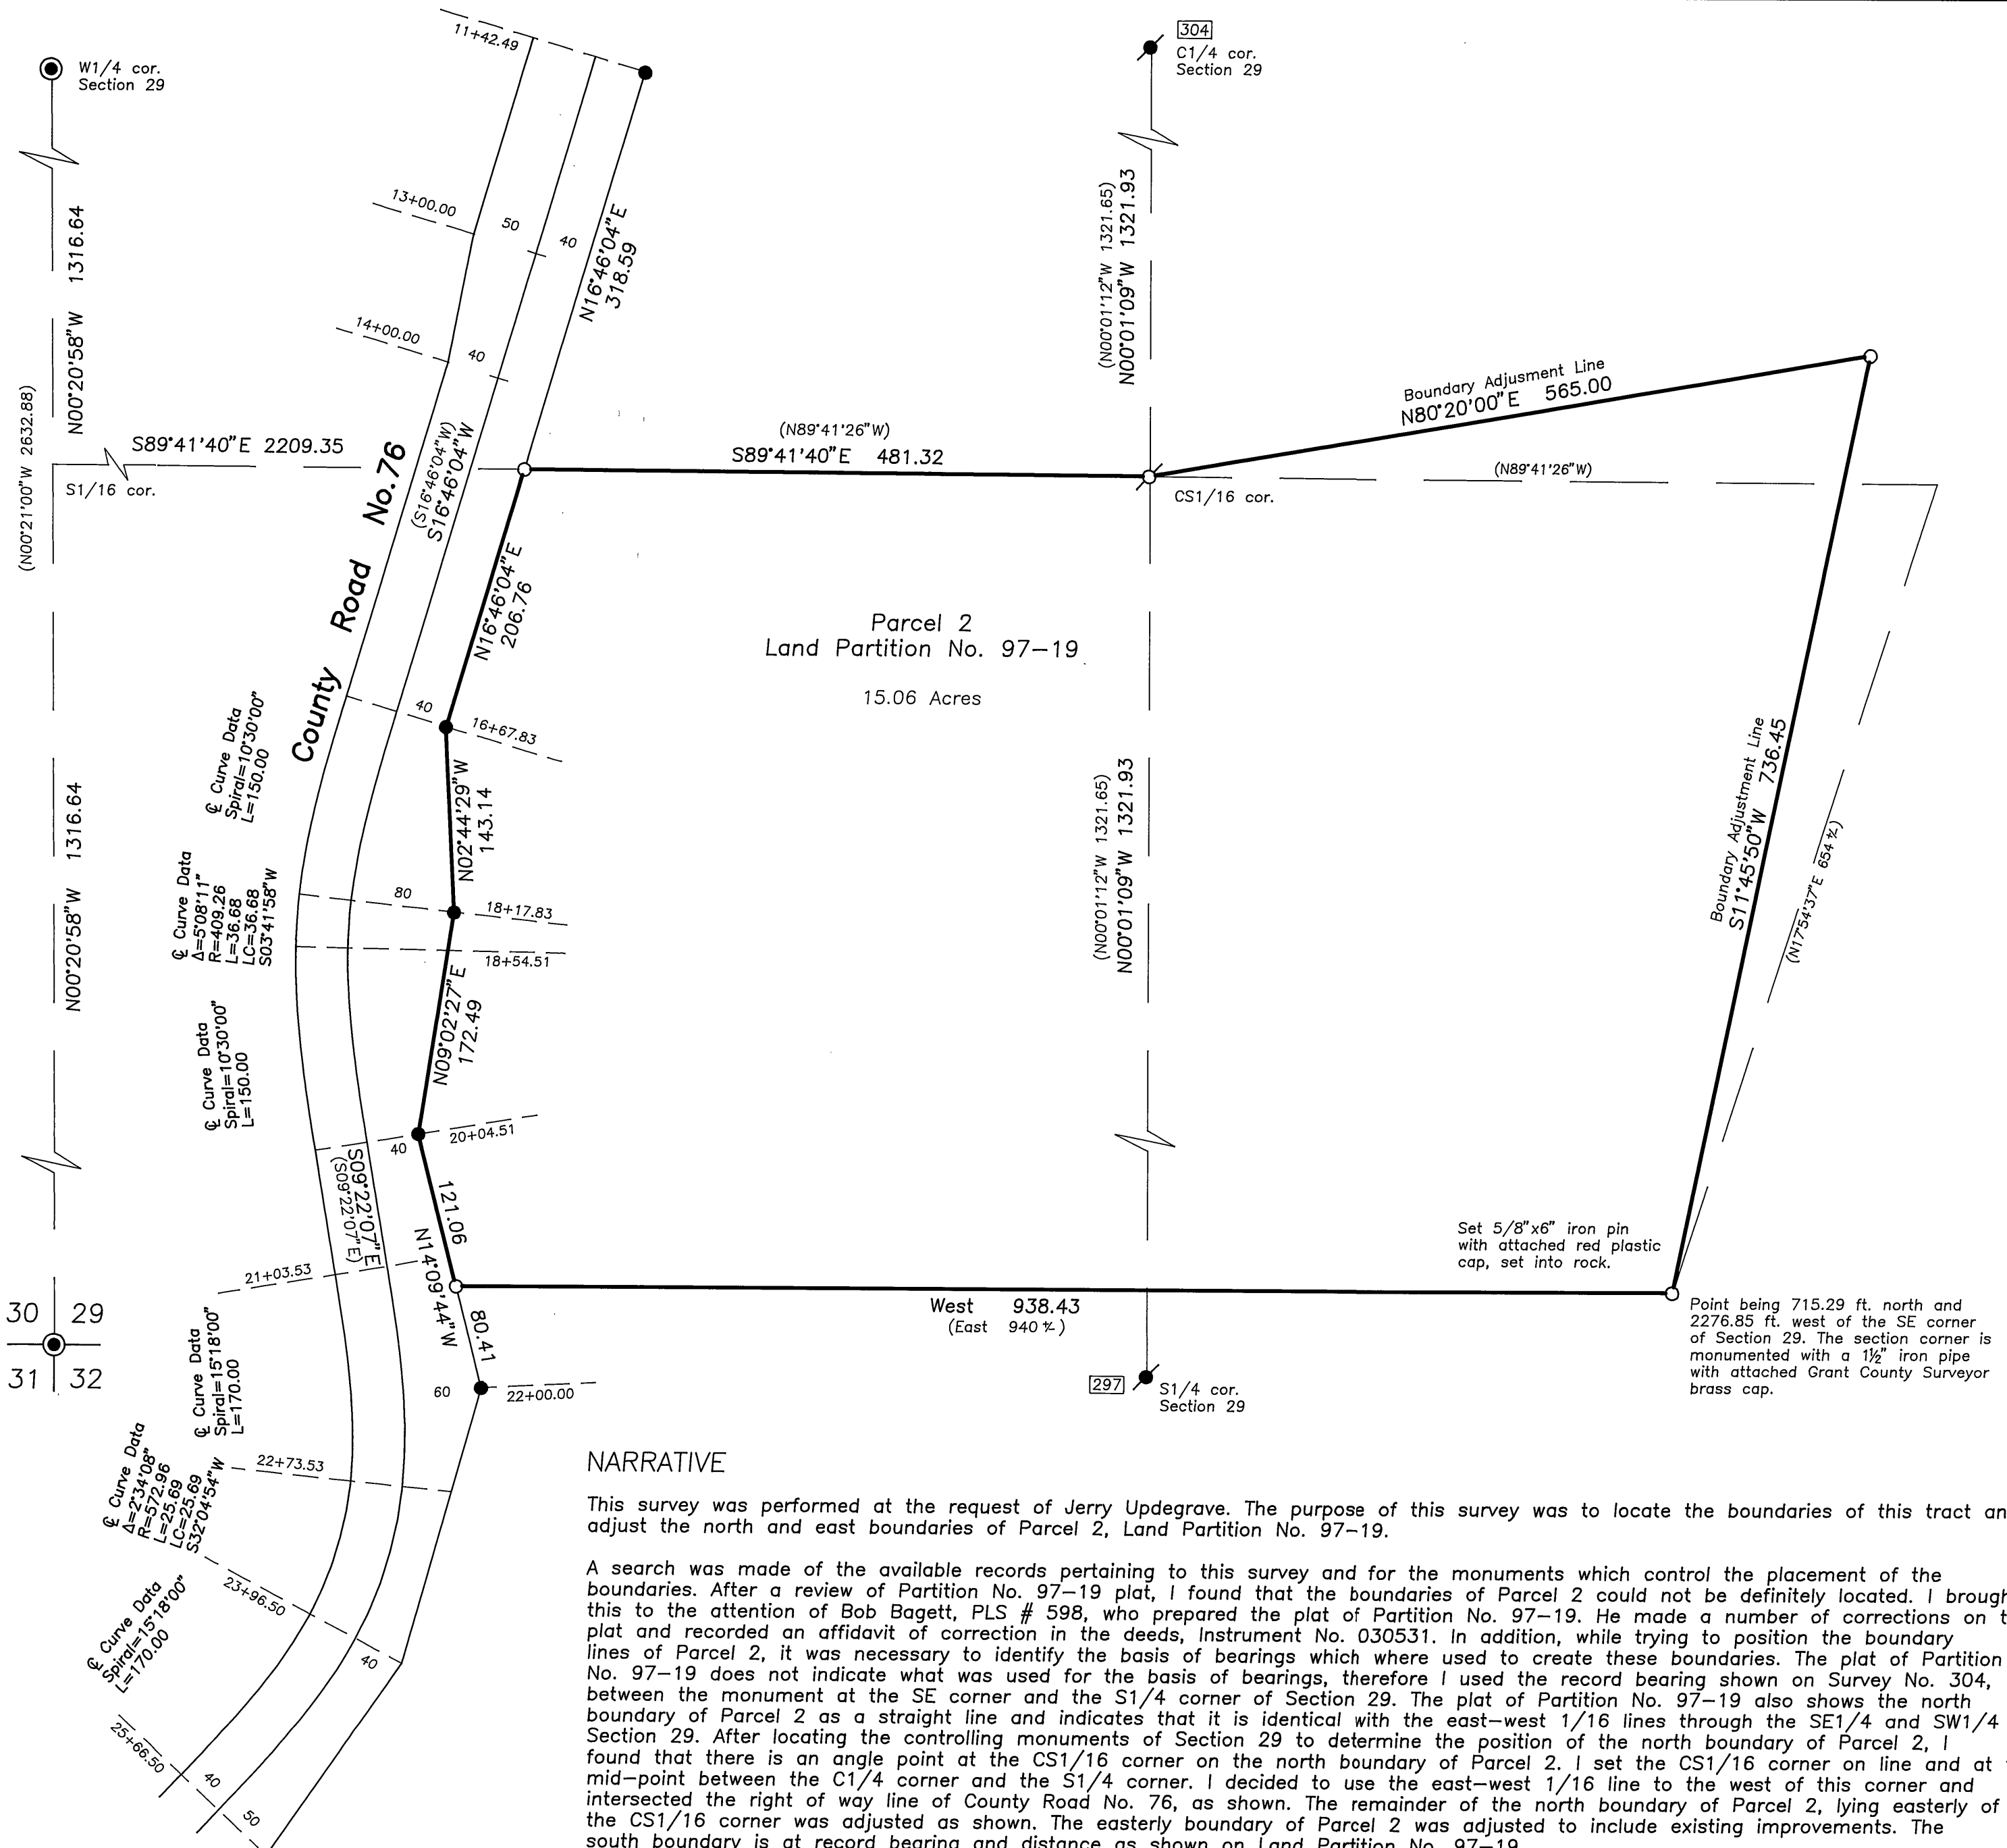 11+42.49
304
C1/4 cor.
Section 29
W1/4 cor.
Section 29
N00°20'58"W 1316.64
(N00°21'00"W 2632.88)
13+00.00
50
40
N16°46'04"E
318.59
(N00°01'12"W 1321.65)
N00°01'09"W 1321.93
14+00.00
40
Boundary Adjusment Line
N80°20'00"E 565.00
S89°41'40"E 2209.35
S1/16 cor.
County Road No.76
(S16°46'04"W)
S16°46'04"W
(N89°41'26"W)
S89°41'40"E 481.32
(N89°41'26"W)
CS1/16 cor.
N16°46'04"E
206.76
Parcel 2
Land Partition No. 97-19
15.06 Acres
40
16+67.83
℄ Curve Data
Spiral=10°30'00"
L=150.00
N02°44'29"W
143.14
(N00°01'12"W 1321.65)
N00°01'09"W 1321.93
Boundary Adjustment Line
S11°45'50"W 736.45
(N17°54'37"E 654±)
N00°20'58"W 1316.64
℄ Curve Data
Δ=5°08'11"
R=409.26
L=36.68
LC=36.68
S03°41'58"W
80
18+17.83
18+54.51
N09°02'27"E
172.49
℄ Curve Data
Spiral=10°30'00"
L=150.00
40
20+04.51
S09°22'07"E
(S09°22'07"E)
121.06
N14°09'44"W
80.41
21+03.53
Set 5/8"x6" iron pin
with attached red plastic
cap, set into rock.
West 938.43
(East 940±)
Point being 715.29 ft. north and
2276.85 ft. west of the SE corner
of Section 29. The section corner is
monumented with a 1½" iron pipe
with attached Grant County Surveyor
brass cap.
30 29
31 32
60
22+00.00
297
S1/4 cor.
Section 29
℄ Curve Data
Spiral=15°18'00"
L=170.00
22+73.53
℄ Curve Data
Δ=2°34'08"
R=572.96
L=25.69
LC=25.69
S32°04'54"W
23+96.50
40
℄ Curve Data
Spiral=15°18'00"
L=170.00
25+66.50
40
50
NARRATIVE
This survey was performed at the request of Jerry Updegrave. The purpose of this survey was to locate the boundaries of this tract an
adjust the north and east boundaries of Parcel 2, Land Partition No. 97-19.
A search was made of the available records pertaining to this survey and for the monuments which control the placement of the
boundaries. After a review of Partition No. 97-19 plat, I found that the boundaries of Parcel 2 could not be definitely located. I brough
this to the attention of Bob Bagett, PLS # 598, who prepared the plat of Partition No. 97-19. He made a number of corrections on t
plat and recorded an affidavit of correction in the deeds, Instrument No. 030531. In addition, while trying to position the boundary
lines of Parcel 2, it was necessary to identify the basis of bearings which where used to create these boundaries. The plat of Partition
No. 97-19 does not indicate what was used for the basis of bearings, therefore I used the record bearing shown on Survey No. 304,
between the monument at the SE corner and the S1/4 corner of Section 29. The plat of Partition No. 97-19 also shows the north
boundary of Parcel 2 as a straight line and indicates that it is identical with the east-west 1/16 lines through the SE1/4 and SW1/4
Section 29. After locating the controlling monuments of Section 29 to determine the position of the north boundary of Parcel 2, I
found that there is an angle point at the CS1/16 corner on the north boundary of Parcel 2. I set the CS1/16 corner on line and at
mid-point between the C1/4 corner and the S1/4 corner. I decided to use the east-west 1/16 line to the west of this corner and
intersected the right of way line of County Road No. 76, as shown. The remainder of the north boundary of Parcel 2, lying easterly of
the CS1/16 corner was adjusted as shown. The easterly boundary of Parcel 2 was adjusted to include existing improvements. The
south boundary is at record bearing and distance as shown on Land Partition No. 97-19